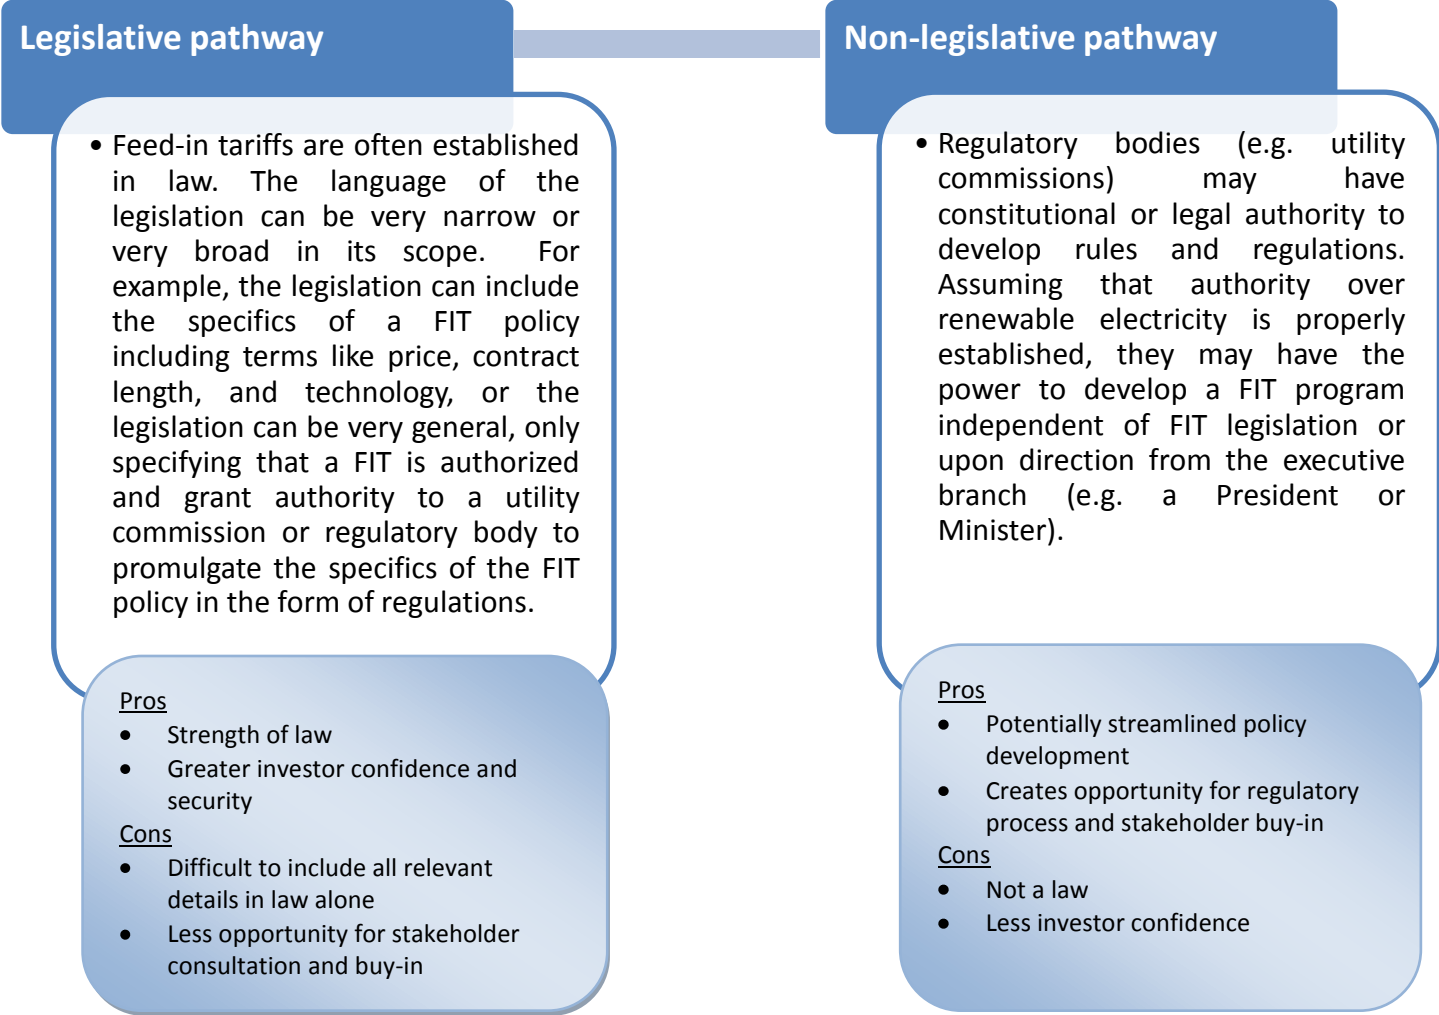 Legislative pathway
• Feed-in tariffs are often established
in law. The language of the
legislation can be very narrow or
very broad in its scope. For
example, the legislation can include
the specifics of a FIT policy
including terms like price, contract
length, and technology, or the
legislation can be very general, only
specifying that a FIT is authorized
and grant authority to a utility
commission or regulatory body to
promulgate the specifics of the FIT
policy in the form of regulations.
Pros
• Strength of law
• Greater investor confidence and
security
Cons
• Difficult to include all relevant
details in law alone
• Less opportunity for stakeholder
consultation and buy-in
Non-legislative pathway
• Regulatory bodies (e.g. utility
commissions) may have
constitutional or legal authority to
develop rules and regulations.
Assuming that authority over
renewable electricity is properly
established, they may have the
power to develop a FIT program
independent of FIT legislation or
upon direction from the executive
branch (e.g. a President or
Minister).
Pros
• Potentially streamlined policy
development
• Creates opportunity for regulatory
process and stakeholder buy-in
Cons
• Not a law
• Less investor confidence